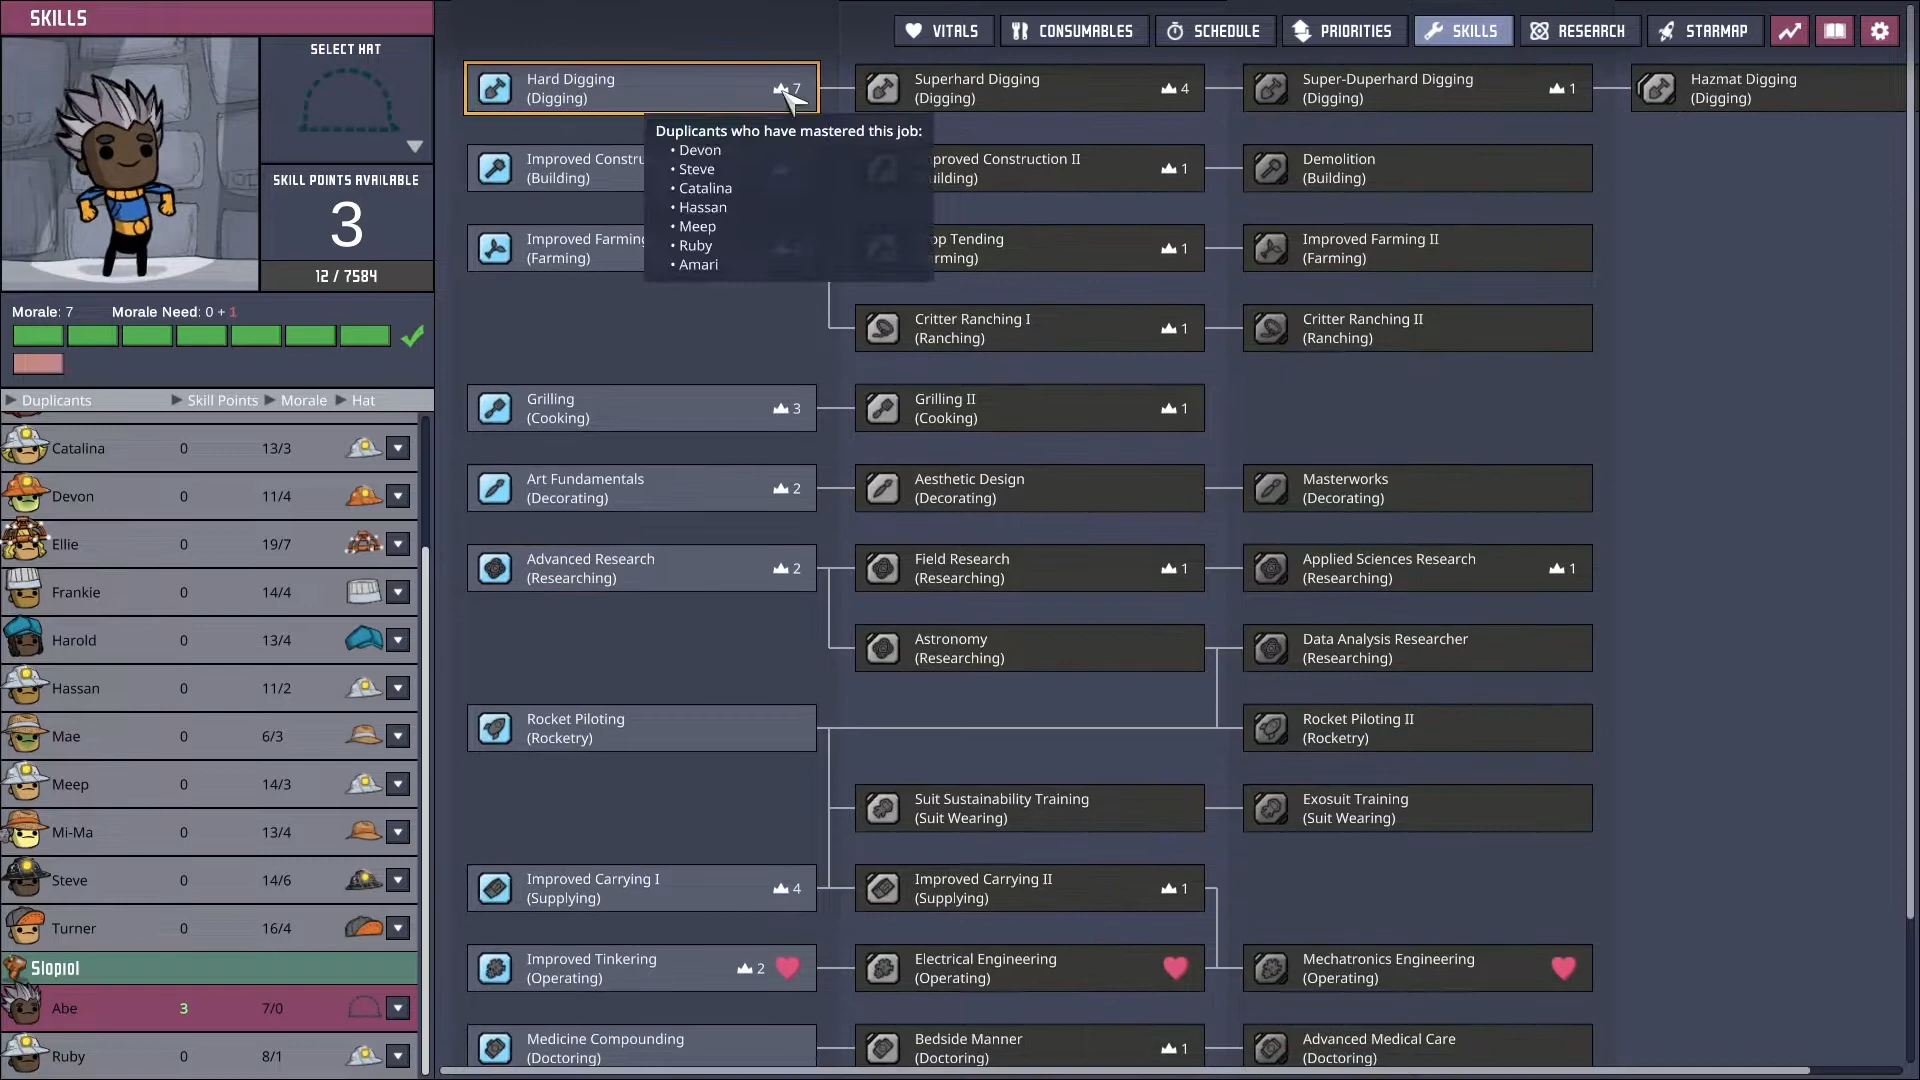 SKILLS
SELECT HAT
SKILL POINTS AVAILABLE
3
12 / 7584
Morale: 7 Morale Need: 0 + 1
Duplicants Skill Points Morale Hat
Catalina 0 13/3
Devon 0 11/4
Ellie 0 19/7
Frankie 0 14/4
Harold 0 13/4
Hassan 0 11/2
Mae 0 6/3
Meep 0 14/3
Mi-Ma 0 13/4
Steve 0 14/6
Turner 0 16/4
Slopiol
Abe 3 7/0
Ruby 0 8/1
VITALS CONSUMABLES SCHEDULE PRIORITIES SKILLS RESEARCH STARMAP
Hard Digging
(Digging)
7
Superhard Digging
(Digging)
4
Super-Duperhard Digging
(Digging)
1
Hazmat Digging
(Digging)
Duplicants who have mastered this job:
• Devon
• Steve
• Catalina
• Hassan
• Meep
• Ruby
• Amari
Improved Constru
(Building)
proved Construction II
uilding)
1
Demolition
(Building)
Improved Farming
(Farming)
op Tending
rming)
1
Improved Farming II
(Farming)
Critter Ranching I
(Ranching)
1
Critter Ranching II
(Ranching)
Grilling
(Cooking)
3
Grilling II
(Cooking)
1
Art Fundamentals
(Decorating)
2
Aesthetic Design
(Decorating)
Masterworks
(Decorating)
Advanced Research
(Researching)
2
Field Research
(Researching)
1
Applied Sciences Research
(Researching)
1
Astronomy
(Researching)
Data Analysis Researcher
(Researching)
Rocket Piloting
(Rocketry)
Rocket Piloting II
(Rocketry)
Suit Sustainability Training
(Suit Wearing)
Exosuit Training
(Suit Wearing)
Improved Carrying I
(Supplying)
4
Improved Carrying II
(Supplying)
1
Improved Tinkering
(Operating)
2
Electrical Engineering
(Operating)
Mechatronics Engineering
(Operating)
Medicine Compounding
(Doctoring)
Bedside Manner
(Doctoring)
1
Advanced Medical Care
(Doctoring)